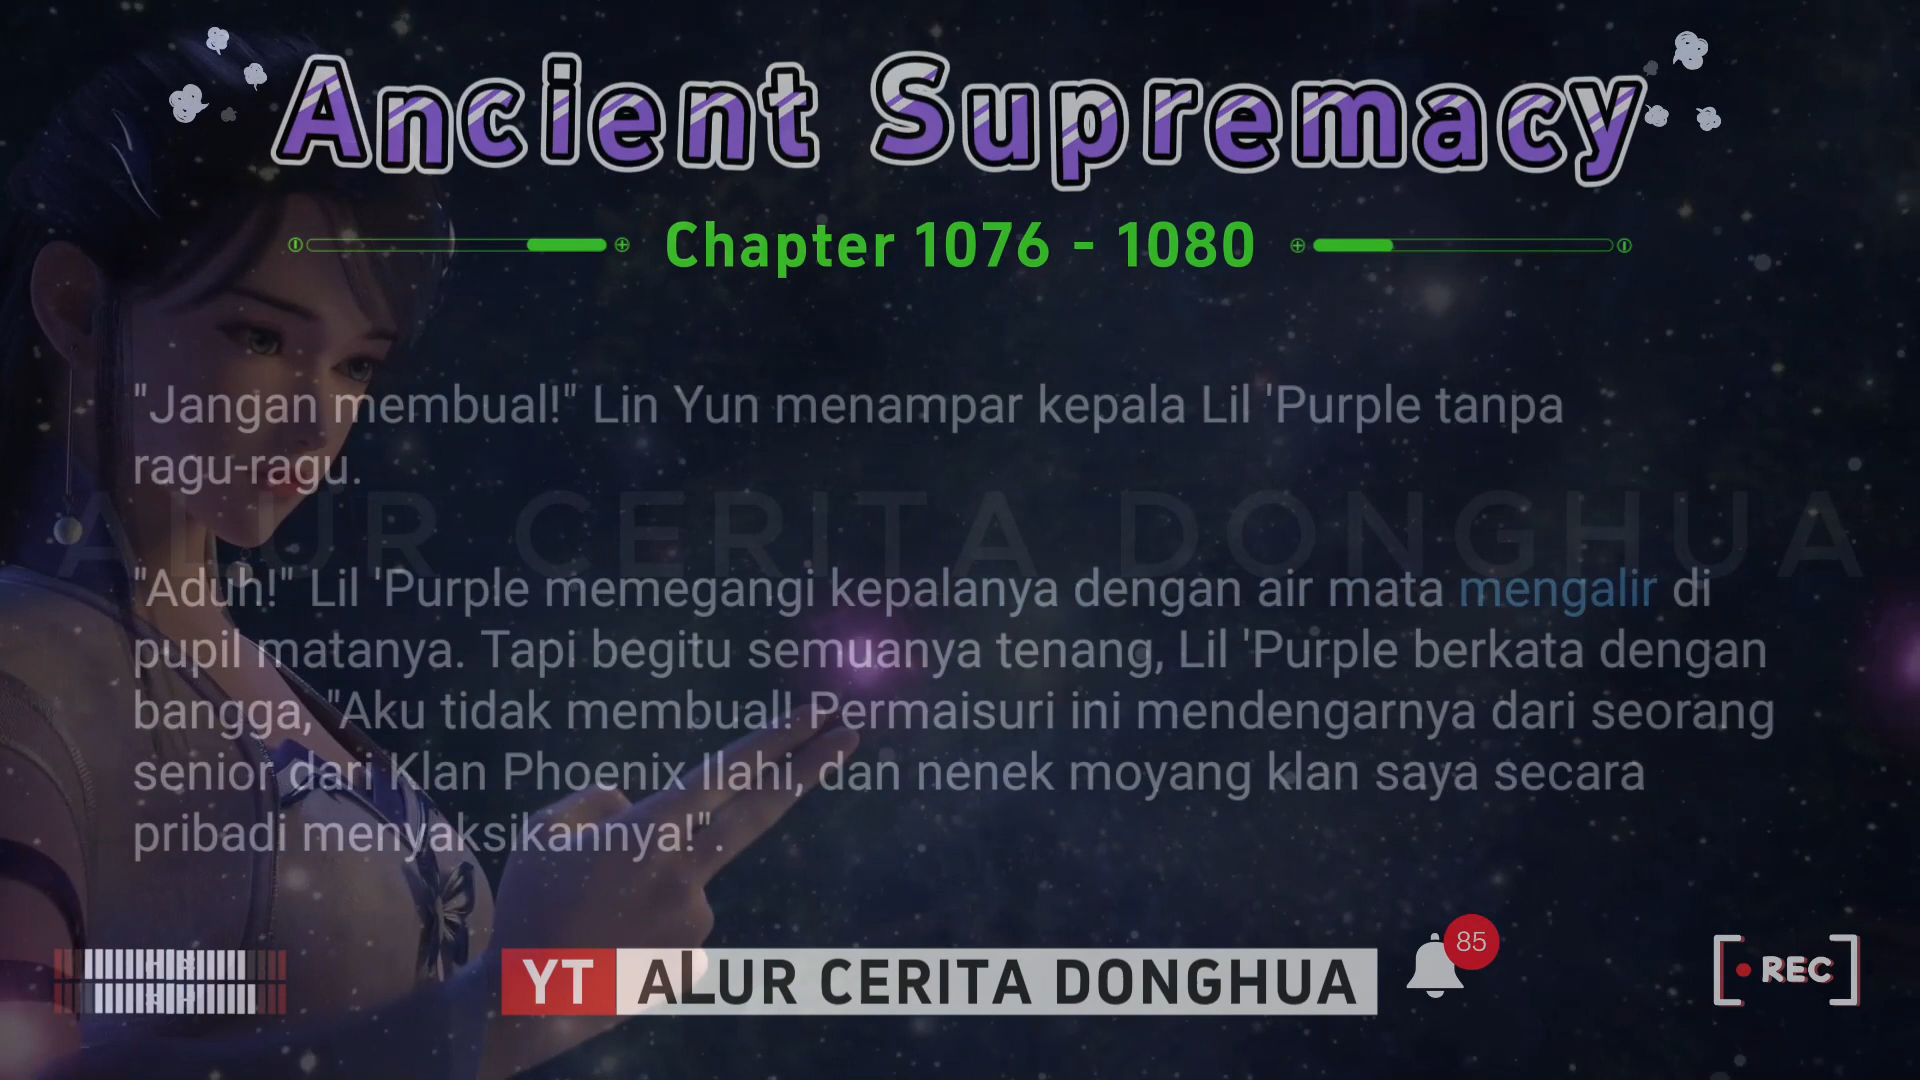 Ancient Supremacy
Chapter 1076 - 1080
"Jangan membual!" Lin Yun menampar kepala Lil 'Purple tanpa
ragu-ragu.
ALUR CERITA DONGHUA
"Aduh!" Lil 'Purple memegangi kepalanya dengan air mata mengalir di
pupil matanya. Tapi begitu semuanya tenang, Lil 'Purple berkata dengan
bangga, "Aku tidak membual! Permaisuri ini mendengarnya dari seorang
senior dari Klan Phoenix Ilahi, dan nenek moyang klan saya secara
pribadi menyaksikannya!".
YT ALUR CERITA DONGHUA
85
REC